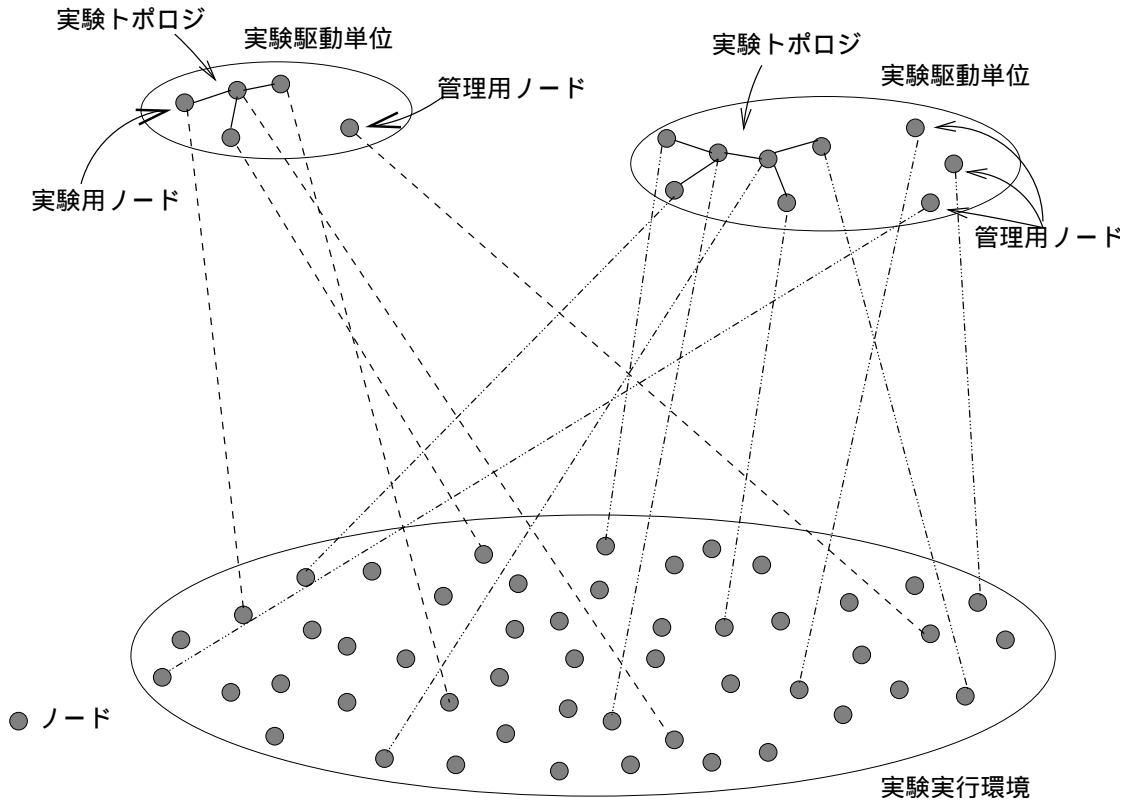 実験トポロジ
実験駆動単位
管理用ノード
実験用ノード
実験トポロジ
実験駆動単位
管理用ノード
ノード
実験実行環境